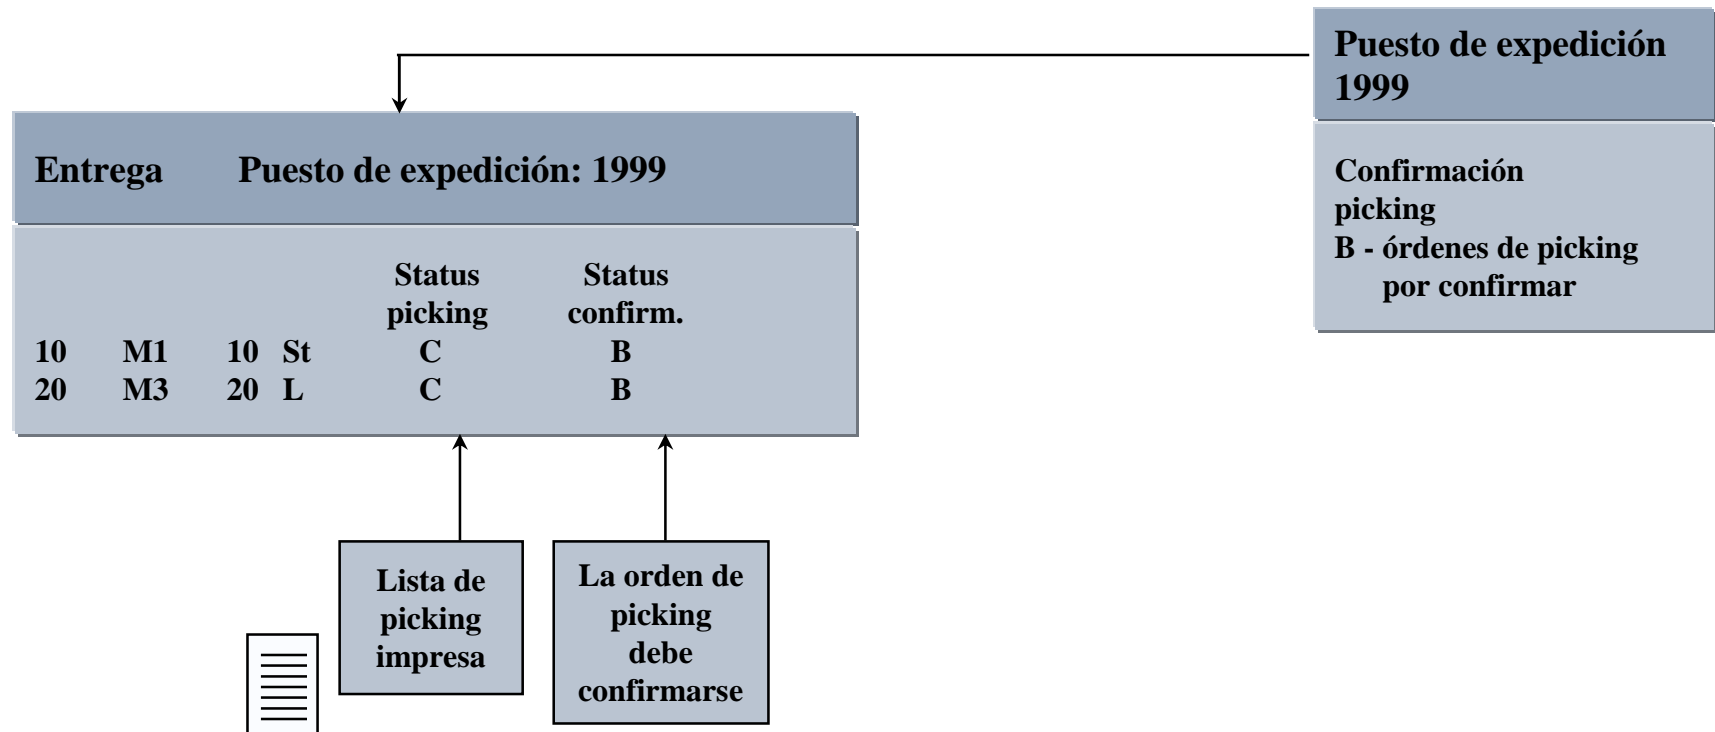 Puesto de expedición
1999
Confirmación
picking
B - órdenes de picking
por confirmar
Entrega Puesto de expedición: 1999
Status Status
picking confirm.
10 M1 10 St C B
20 M3 20 L C B
Lista de
picking
impresa
La orden de
picking
debe
confirmarse